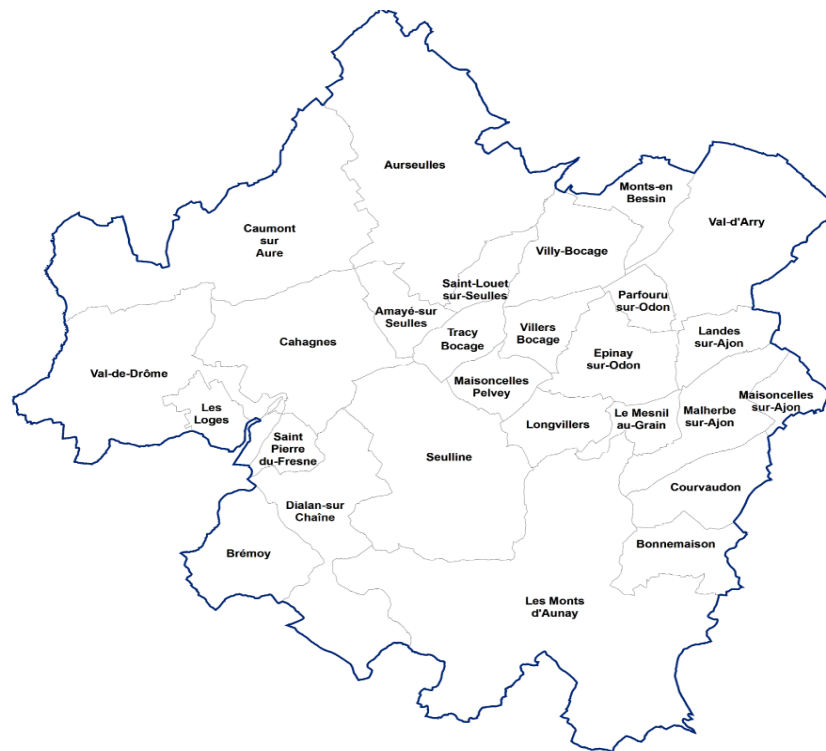 Aurseulles
Monts-en
Bessin
Val-d'Arry
Caumont
sur
Aure
Villy-Bocage
Saint-Louet
sur-Seulles
Parfouru
sur-Odon
Amayé-sur
Seulles
Tracy
Bocage
Villers
Bocage
Landes
sur-Ajon
Cahagnes
Epinay
sur-Odon
Val-de-Drôme
Maisoncelles
Pelvey
Maisoncelles
sur-Ajon
Les
Loges
Longvillers
Le Mesnil
au-Grain
Malherbe
sur-Ajon
Saint
Pierre
du-Fresne
Seulline
Courvaudon
Dialan-sur
Chaîne
Bonnemaison
Brémoy
Les Monts
d'Aunay